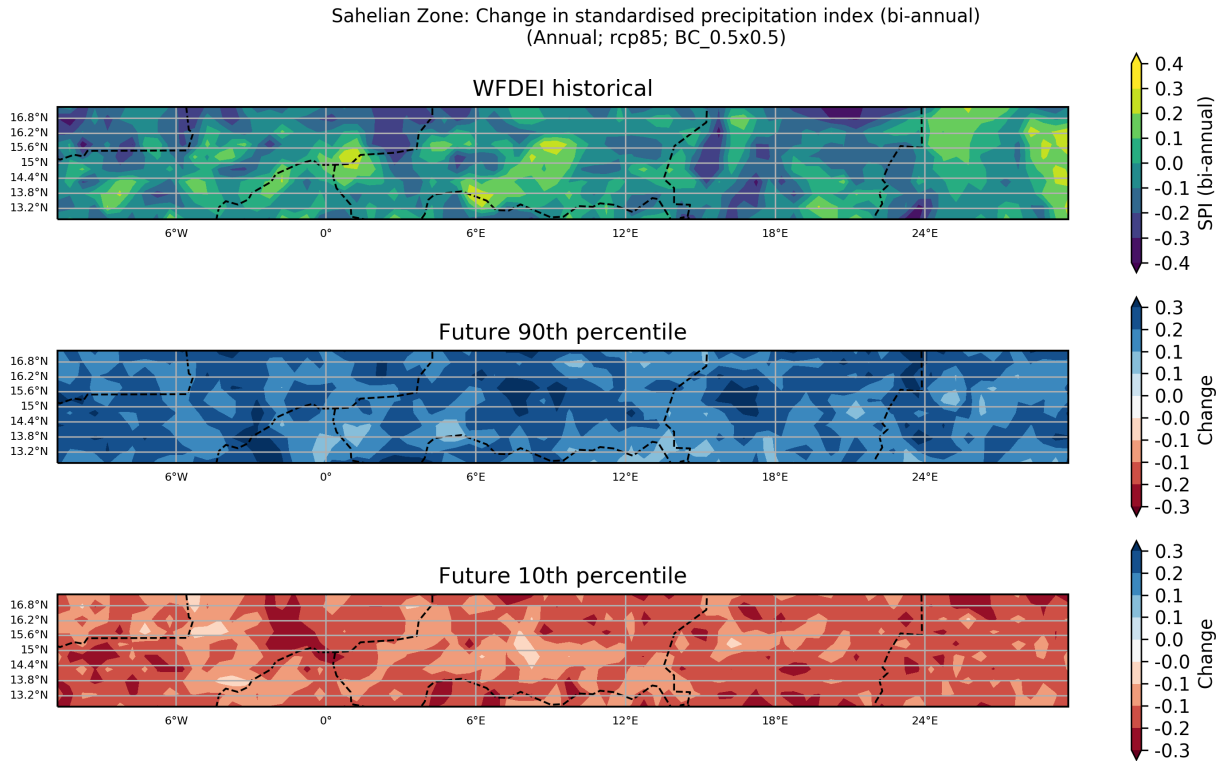 Sahelian Zone: Change in standardised precipitation index (bi-annual)
(Annual; rcp85; BC_0.5x0.5)
WFDEI historical
16.8°N
16.2°N
15.6°N
15°N
14.4°N
13.8°N
13.2°N
6°W
0°
6°E
12°E
18°E
24°E
0.4
0.3
0.2
0.1
0.0
-0.1
-0.2
-0.3
-0.4
SPI (bi-annual)
Future 90th percentile
16.8°N
16.2°N
15.6°N
15°N
14.4°N
13.8°N
13.2°N
6°W
0°
6°E
12°E
18°E
24°E
0.3
0.2
0.1
0.1
0.0
-0.0
-0.1
-0.1
-0.2
-0.3
Change
Future 10th percentile
16.8°N
16.2°N
15.6°N
15°N
14.4°N
13.8°N
13.2°N
6°W
0°
6°E
12°E
18°E
24°E
0.3
0.2
0.1
0.1
0.0
-0.0
-0.1
-0.1
-0.2
-0.3
Change